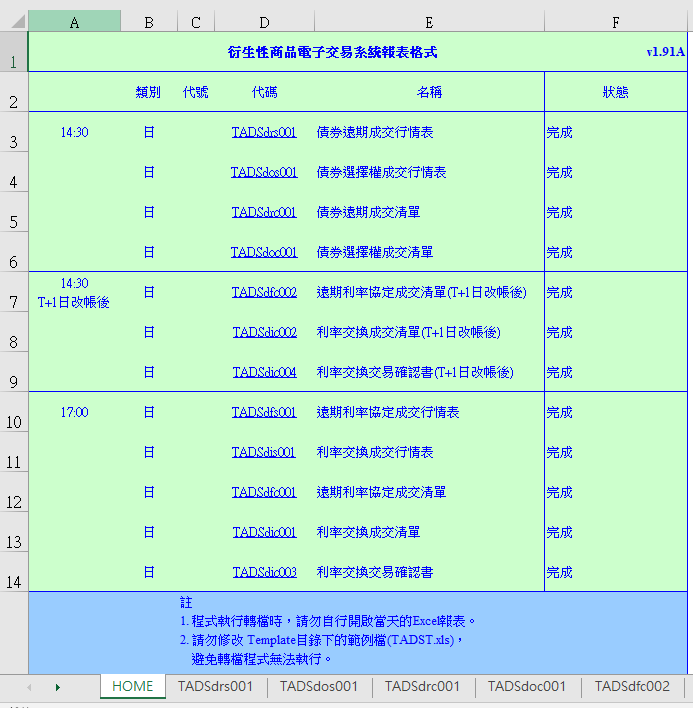 A B C D E F
1 衍生性商品電子交易系統報表格式 v1.91A
2 類別 代號 代碼 名稱 狀態
3 14:30 日 TADSdrs001 債券遠期成交行情表 完成
4 日 TADSdos001 債券選擇權成交行情表 完成
5 日 TADSdrc001 債券遠期成交清單 完成
6 日 TADSdoc001 債券選擇權成交清單 完成
7 14:30 T+1日改帳後 日 TADSdfc002 遠期利率協定成交清單(T+1日改帳後) 完成
8 日 TADSdic002 利率交換成交清單(T+1日改帳後) 完成
9 日 TADSdic004 利率交換交易確認書(T+1日改帳後) 完成
10 17:00 日 TADSdfs001 遠期利率協定成交行情表 完成
11 日 TADSdis001 利率交換成交行情表 完成
12 日 TADSdfc001 遠期利率協定成交清單 完成
13 日 TADSdic001 利率交換成交清單 完成
14 日 TADSdic003 利率交換交易確認書 完成
註
1. 程式執行轉檔時，請勿自行開啟當天的Excel報表。
2. 請勿修改 Template目錄下的範例檔(TADST.xls)，
避免轉檔程式無法執行。
HOME TADSdrs001 TADSdos001 TADSdrc001 TADSdoc001 TADSdfc002